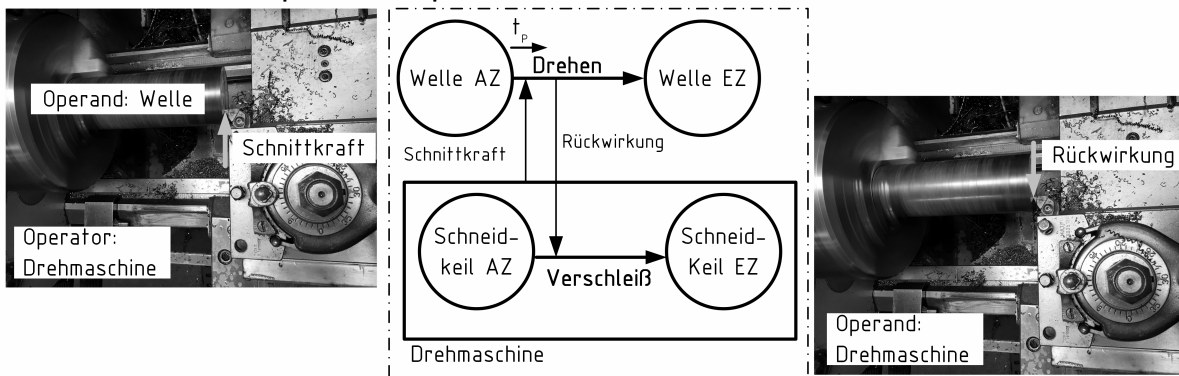 Operand: Welle
Schnittkraft
Operator:
Drehmaschine
t_P
Welle AZ
Drehen
Welle EZ
Schnittkraft
Rückwirkung
Schneid-
keil AZ
Verschleiß
Schneid-
Keil EZ
Drehmaschine
Rückwirkung
Operand:
Drehmaschine